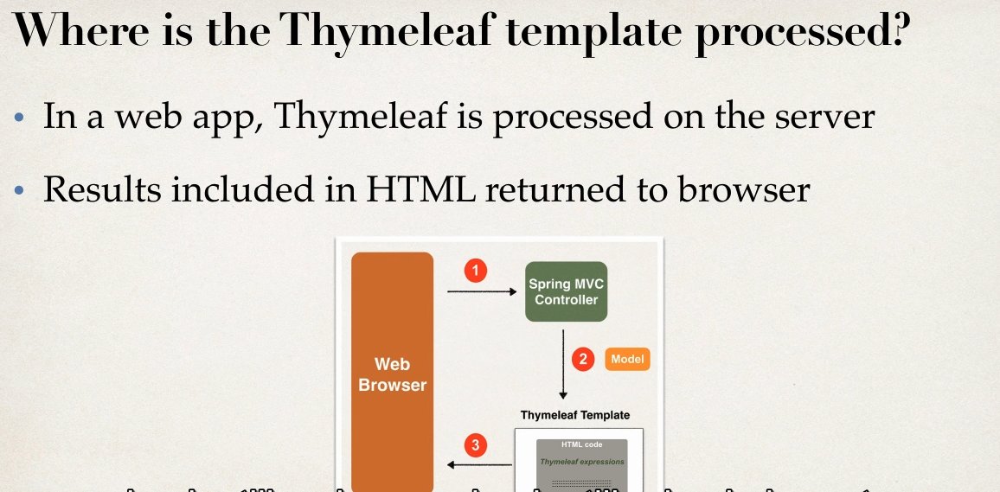 Where is the Thymeleaf template processed?
• In a web app, Thymeleaf is processed on the server
• Results included in HTML returned to browser
1
Spring MVC
Controller
Web
Browser
2
Model
Thymeleaf Template
3
HTML code
Thymeleaf expressions